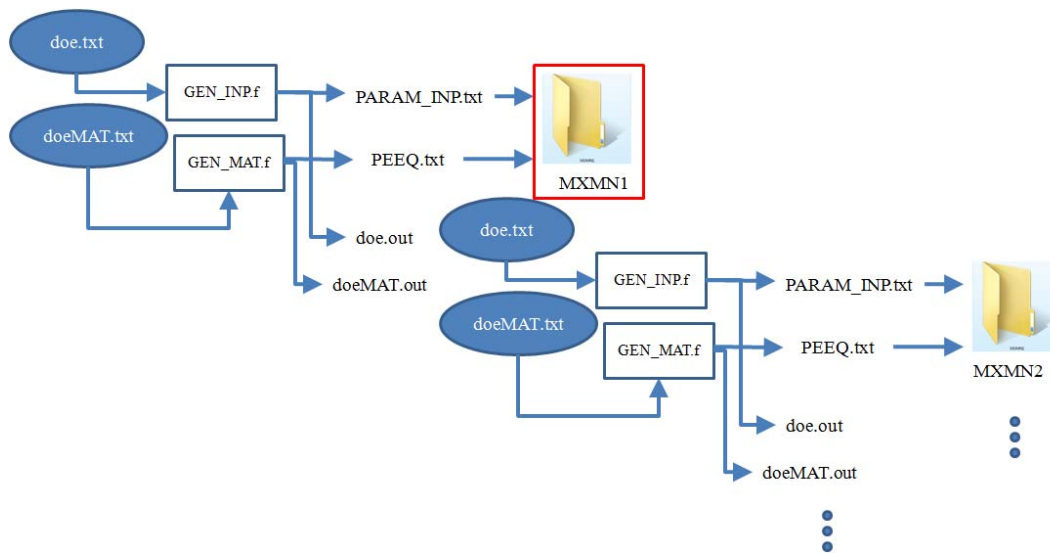 doe.txt
GEN_INP.f
PARAM_INP.txt
doeMAT.txt
GEN_MAT.f
PEEQ.txt
MXMN1
doe.out
doeMAT.out
doe.txt
GEN_INP.f
PARAM_INP.txt
doeMAT.txt
GEN_MAT.f
PEEQ.txt
MXMN2
doe.out
doeMAT.out